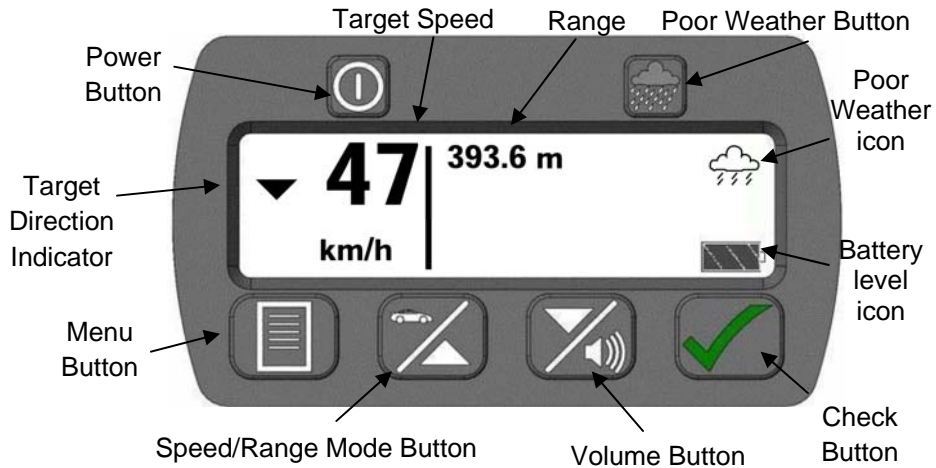 Target Speed
Range
Poor Weather Button
Power
Button
Poor
Weather
icon
47
393.6 m
km/h
Target
Direction
Indicator
Battery
level
icon
Menu
Button
Speed/Range Mode Button
Volume Button
Check
Button